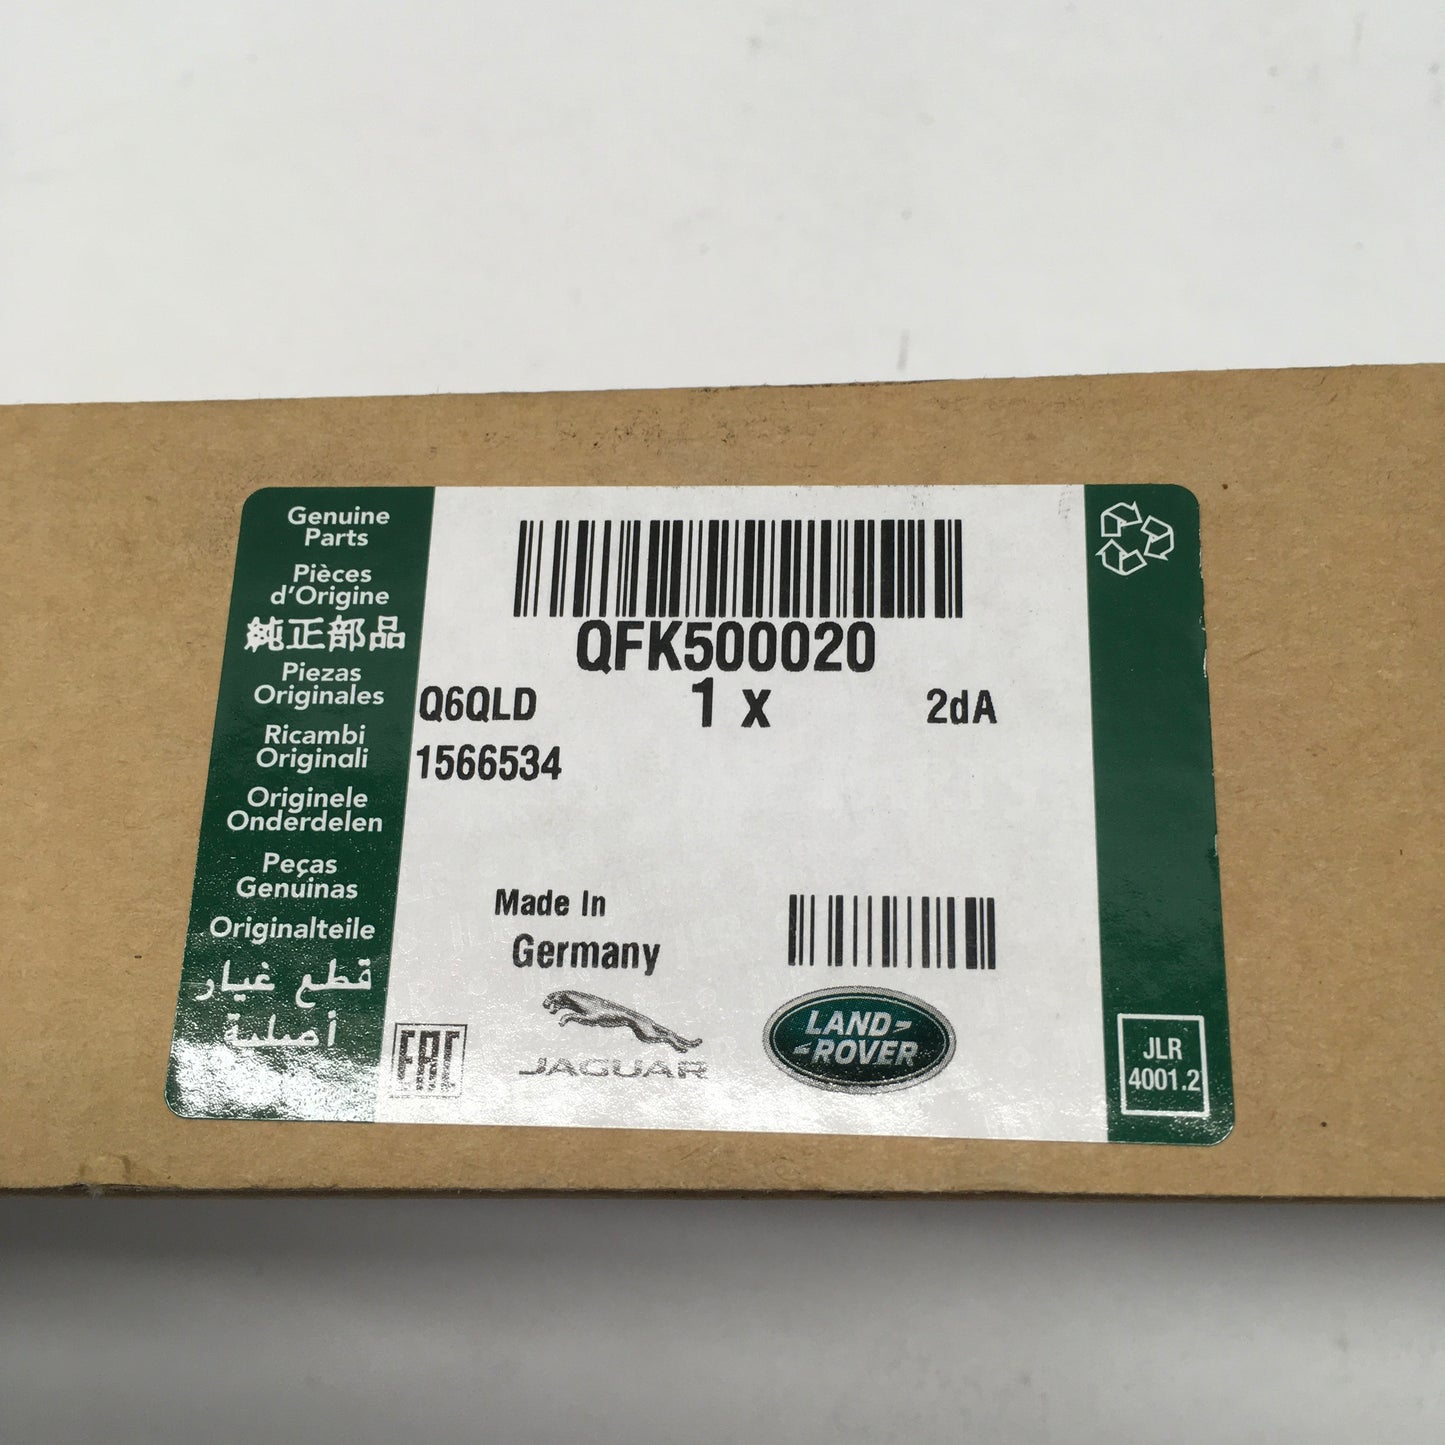 Genuine
Parts
Pièces
d'Origine
純正部品
Piezas
Originales
Ricambi
Originali
Originele
Onderdelen
Peças
Genuinas
Originalteile
قطع غيار
أصلية
QFK500020
Q6QLD 1 x 2dA
1566534
Made In
Germany
EAC
JAGUAR
LAND-
-ROVER
JLR
4001.2